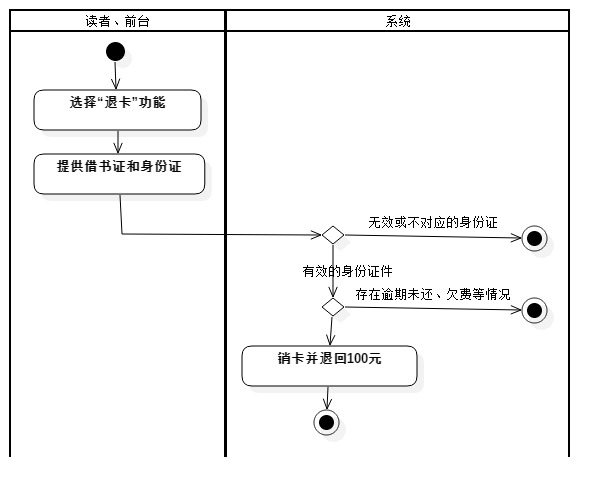 读者、前台
系统
选择“退卡”功能
提供借书证和身份证
无效或不对应的身份证
有效的身份证件
存在逾期未还、欠费等情况
销卡并退回100元